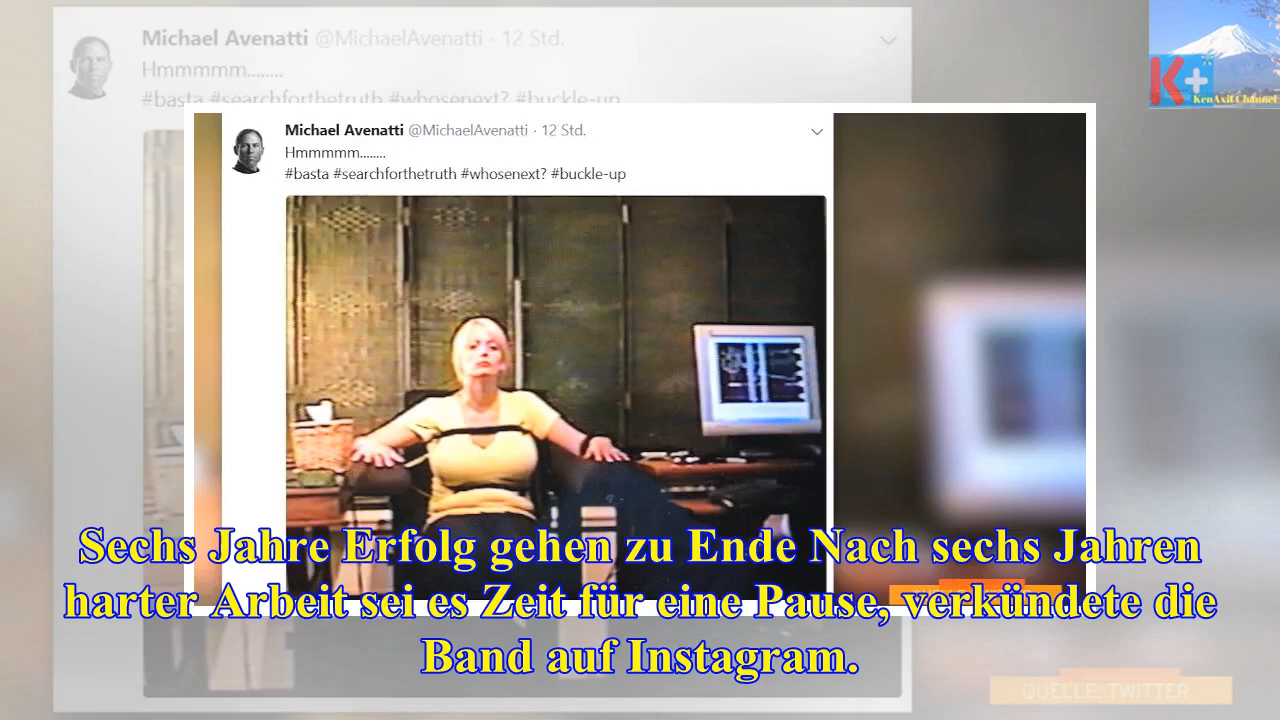 Michael Avenatti @MichaelAvenatti · 12 Std.
Hmmmmm........
#basta #searchforthetruth #whosenext? #buckle-up
K+
KenAxit Channel
Michael Avenatti @MichaelAvenatti · 12 Std.
Hmmmmm........
#basta #searchforthetruth #whosenext? #buckle-up
Sechs Jahre Erfolg gehen zu Ende Nach sechs Jahren
harter Arbeit sei es Zeit für eine Pause, verkündete die
Band auf Instagram.
QUELLE: TWITTER